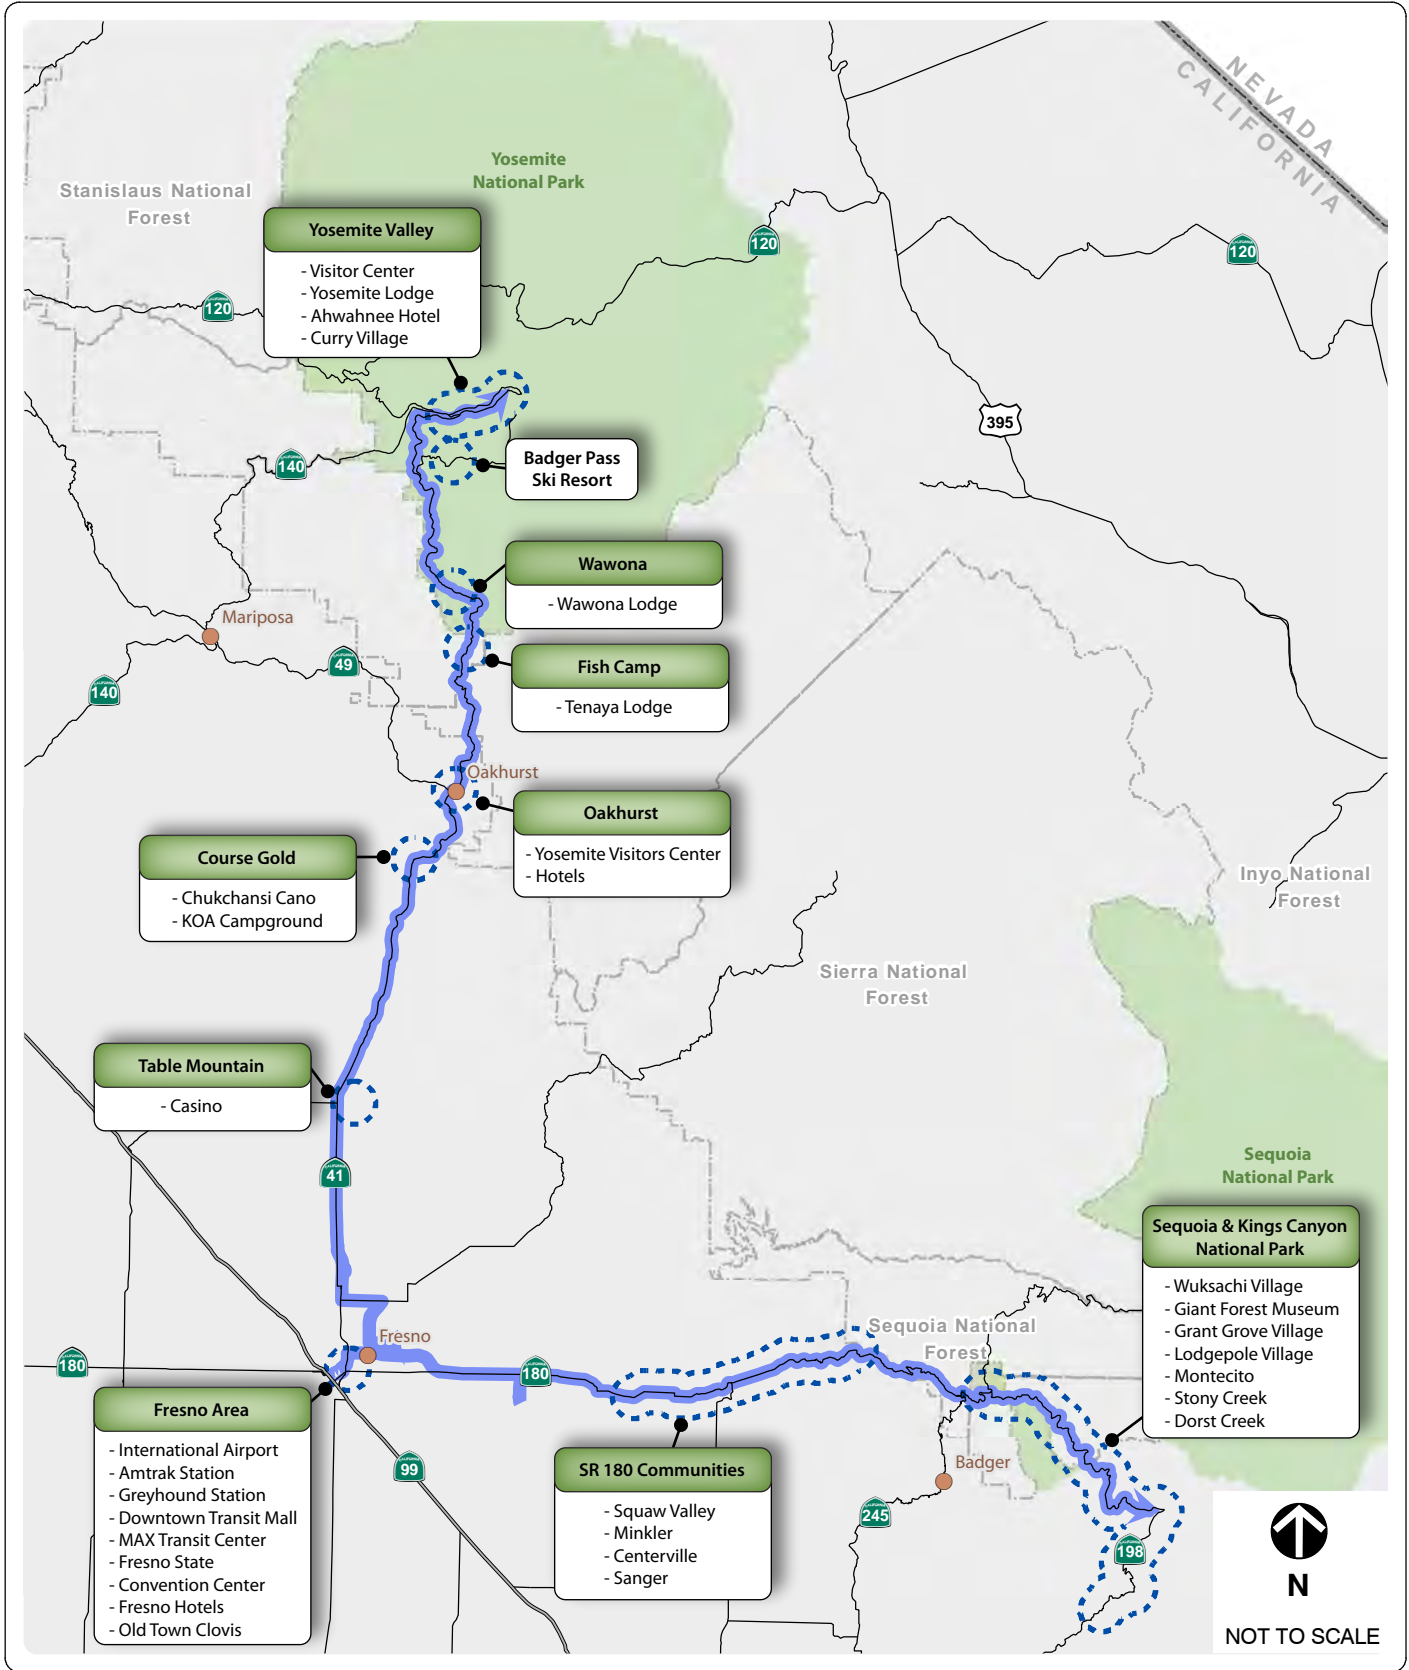 NEVADA
CALIFORNIA
Yosemite
National Park
Stanislaus National
Forest
Yosemite Valley
- Visitor Center
- Yosemite Lodge
- Ahwahnee Hotel
- Curry Village
120
120
120
395
140
Badger Pass
Ski Resort
Wawona
- Wawona Lodge
Mariposa
49
140
Fish Camp
- Tenaya Lodge
Oakhurst
Oakhurst
- Yosemite Visitors Center
- Hotels
Course Gold
- Chukchansi Cano
- KOA Campground
Inyo National
Forest
Sierra National
Forest
Table Mountain
- Casino
41
Sequoia
National Park
Sequoia & Kings Canyon
National Park
- Wuksachi Village
- Giant Forest Museum
- Grant Grove Village
- Lodgepole Village
- Montecito
- Stony Creek
- Dorst Creek
Sequoia National
Forest
Fresno
180
180
Fresno Area
- International Airport
- Amtrak Station
- Greyhound Station
- Downtown Transit Mall
- MAX Transit Center
- Fresno State
- Convention Center
- Fresno Hotels
- Old Town Clovis
99
SR 180 Communities
- Squaw Valley
- Minkler
- Centerville
- Sanger
Badger
245
198
N
NOT TO SCALE